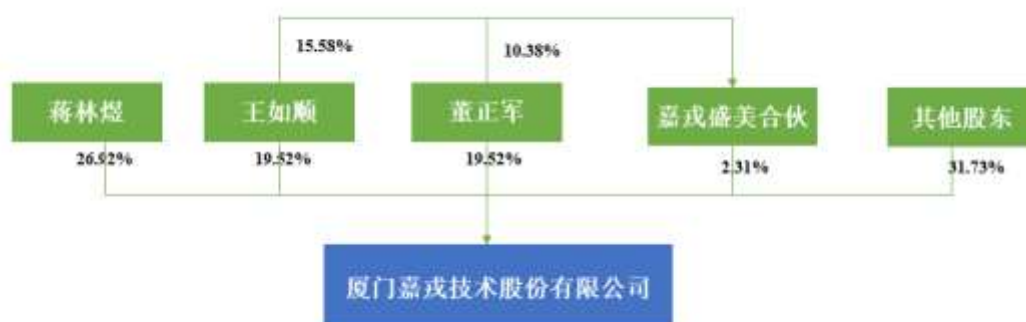 15.58%
10.38%
蒋林煜
王如顺
董正军
嘉戎盛美合伙
其他股东
26.92%
19.52%
19.52%
2.31%
31.73%
厦门嘉戎技术股份有限公司